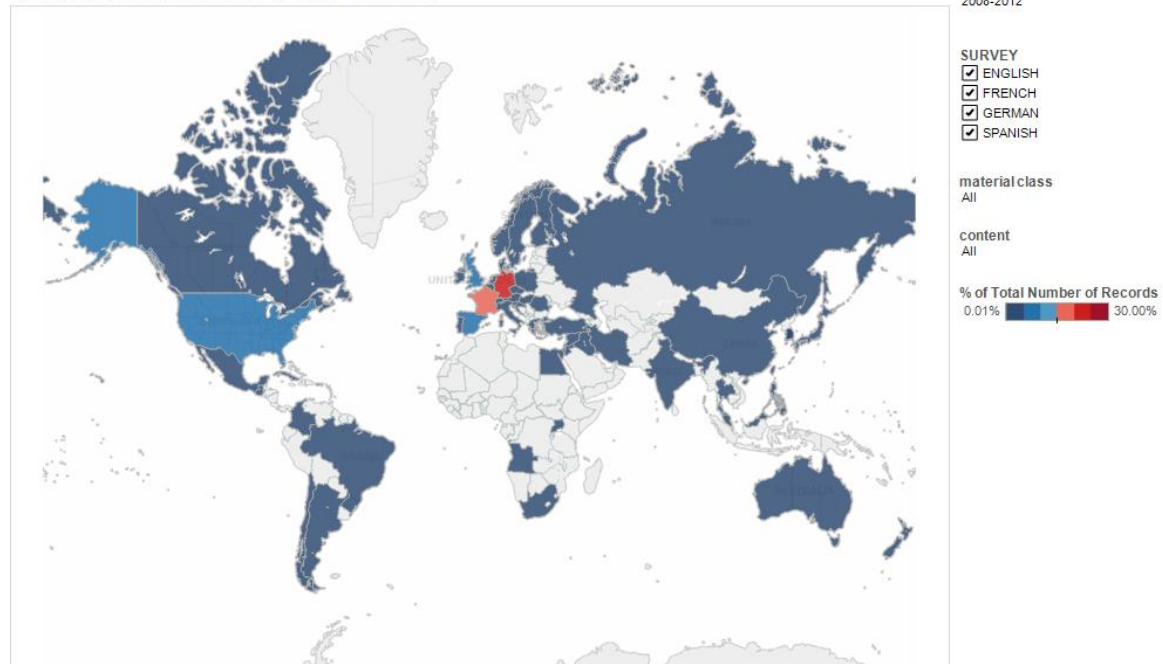 2008-2012
SURVEY
ENGLISH
FRENCH
GERMAN
SPANISH
material class
All
content
All
% of Total Number of Records
0.01% 30.00%